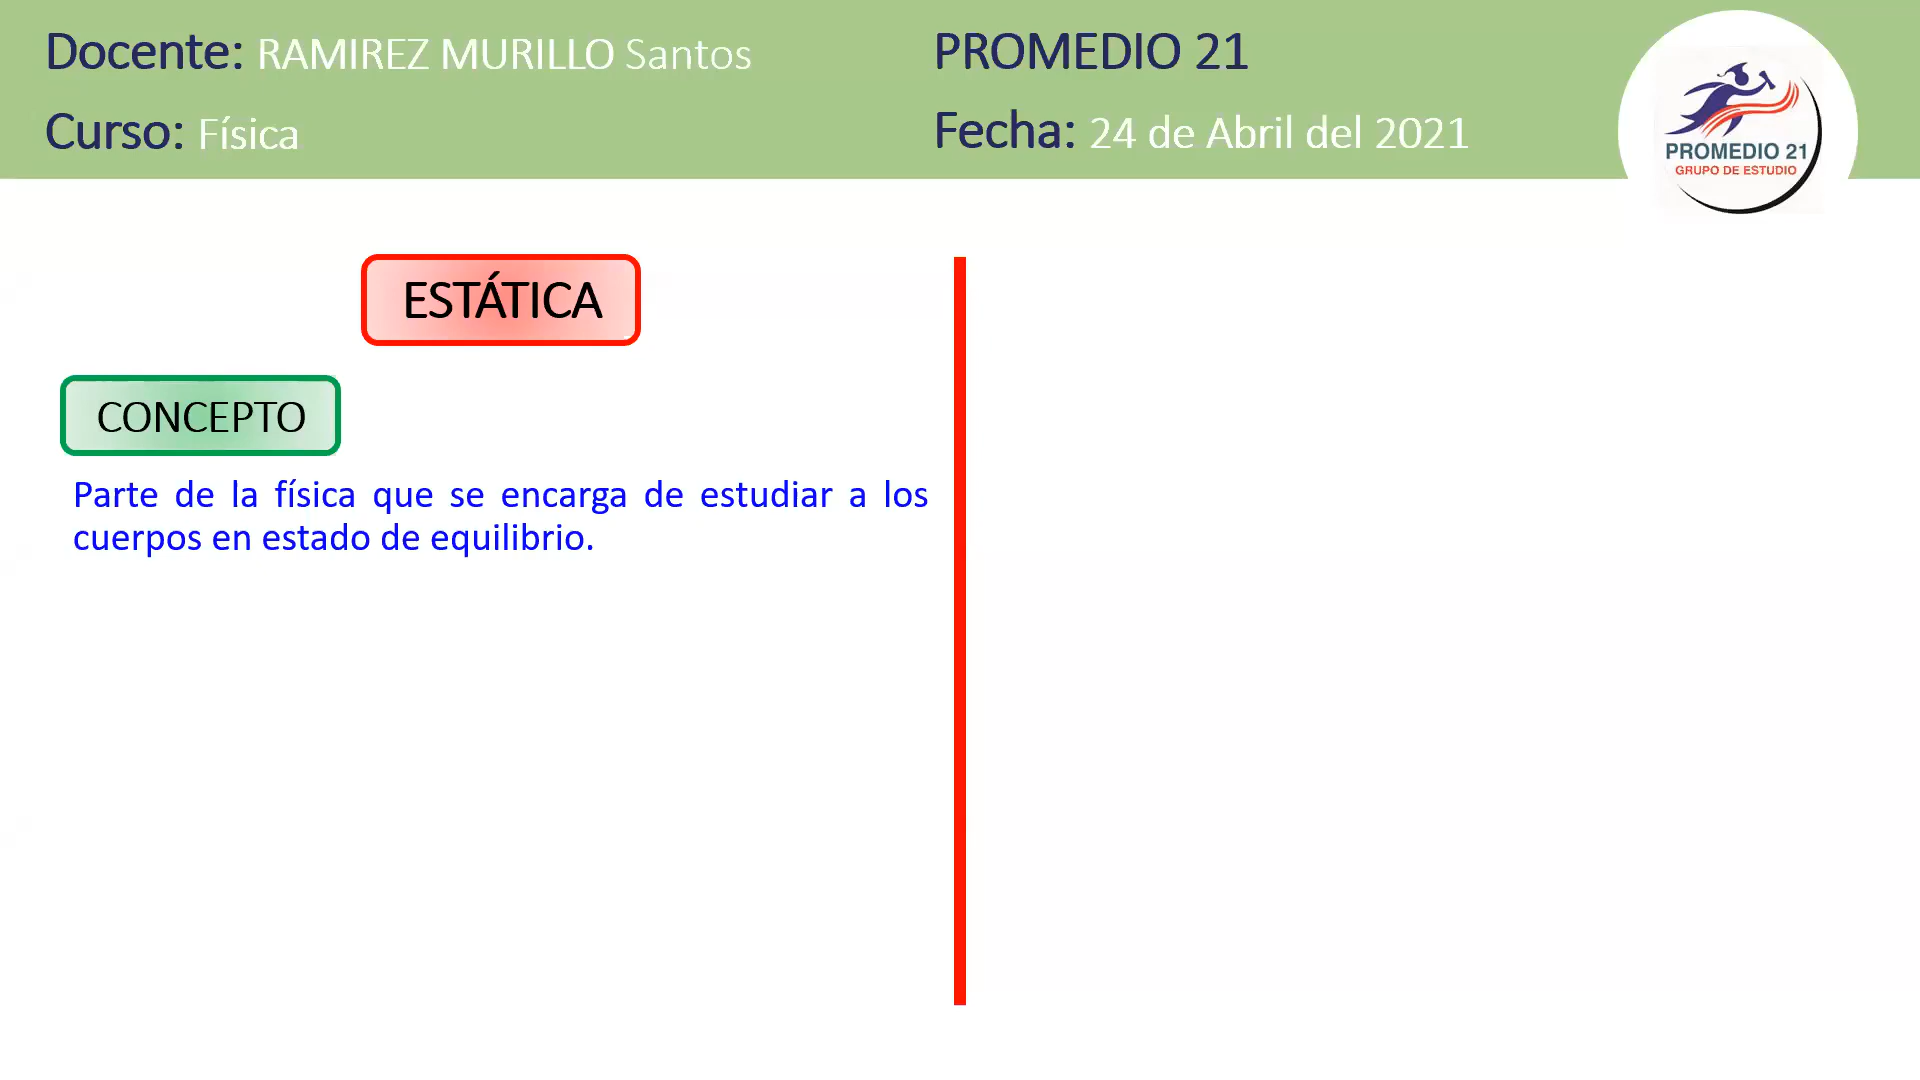 Docente: RAMIREZ MURILLO Santos
PROMEDIO 21
Curso: Física
Fecha: 24 de Abril del 2021
PROMEDIO 21
GRUPO DE ESTUDIO
ESTÁTICA
CONCEPTO
Parte de la física que se encarga de estudiar a los
cuerpos en estado de equilibrio.